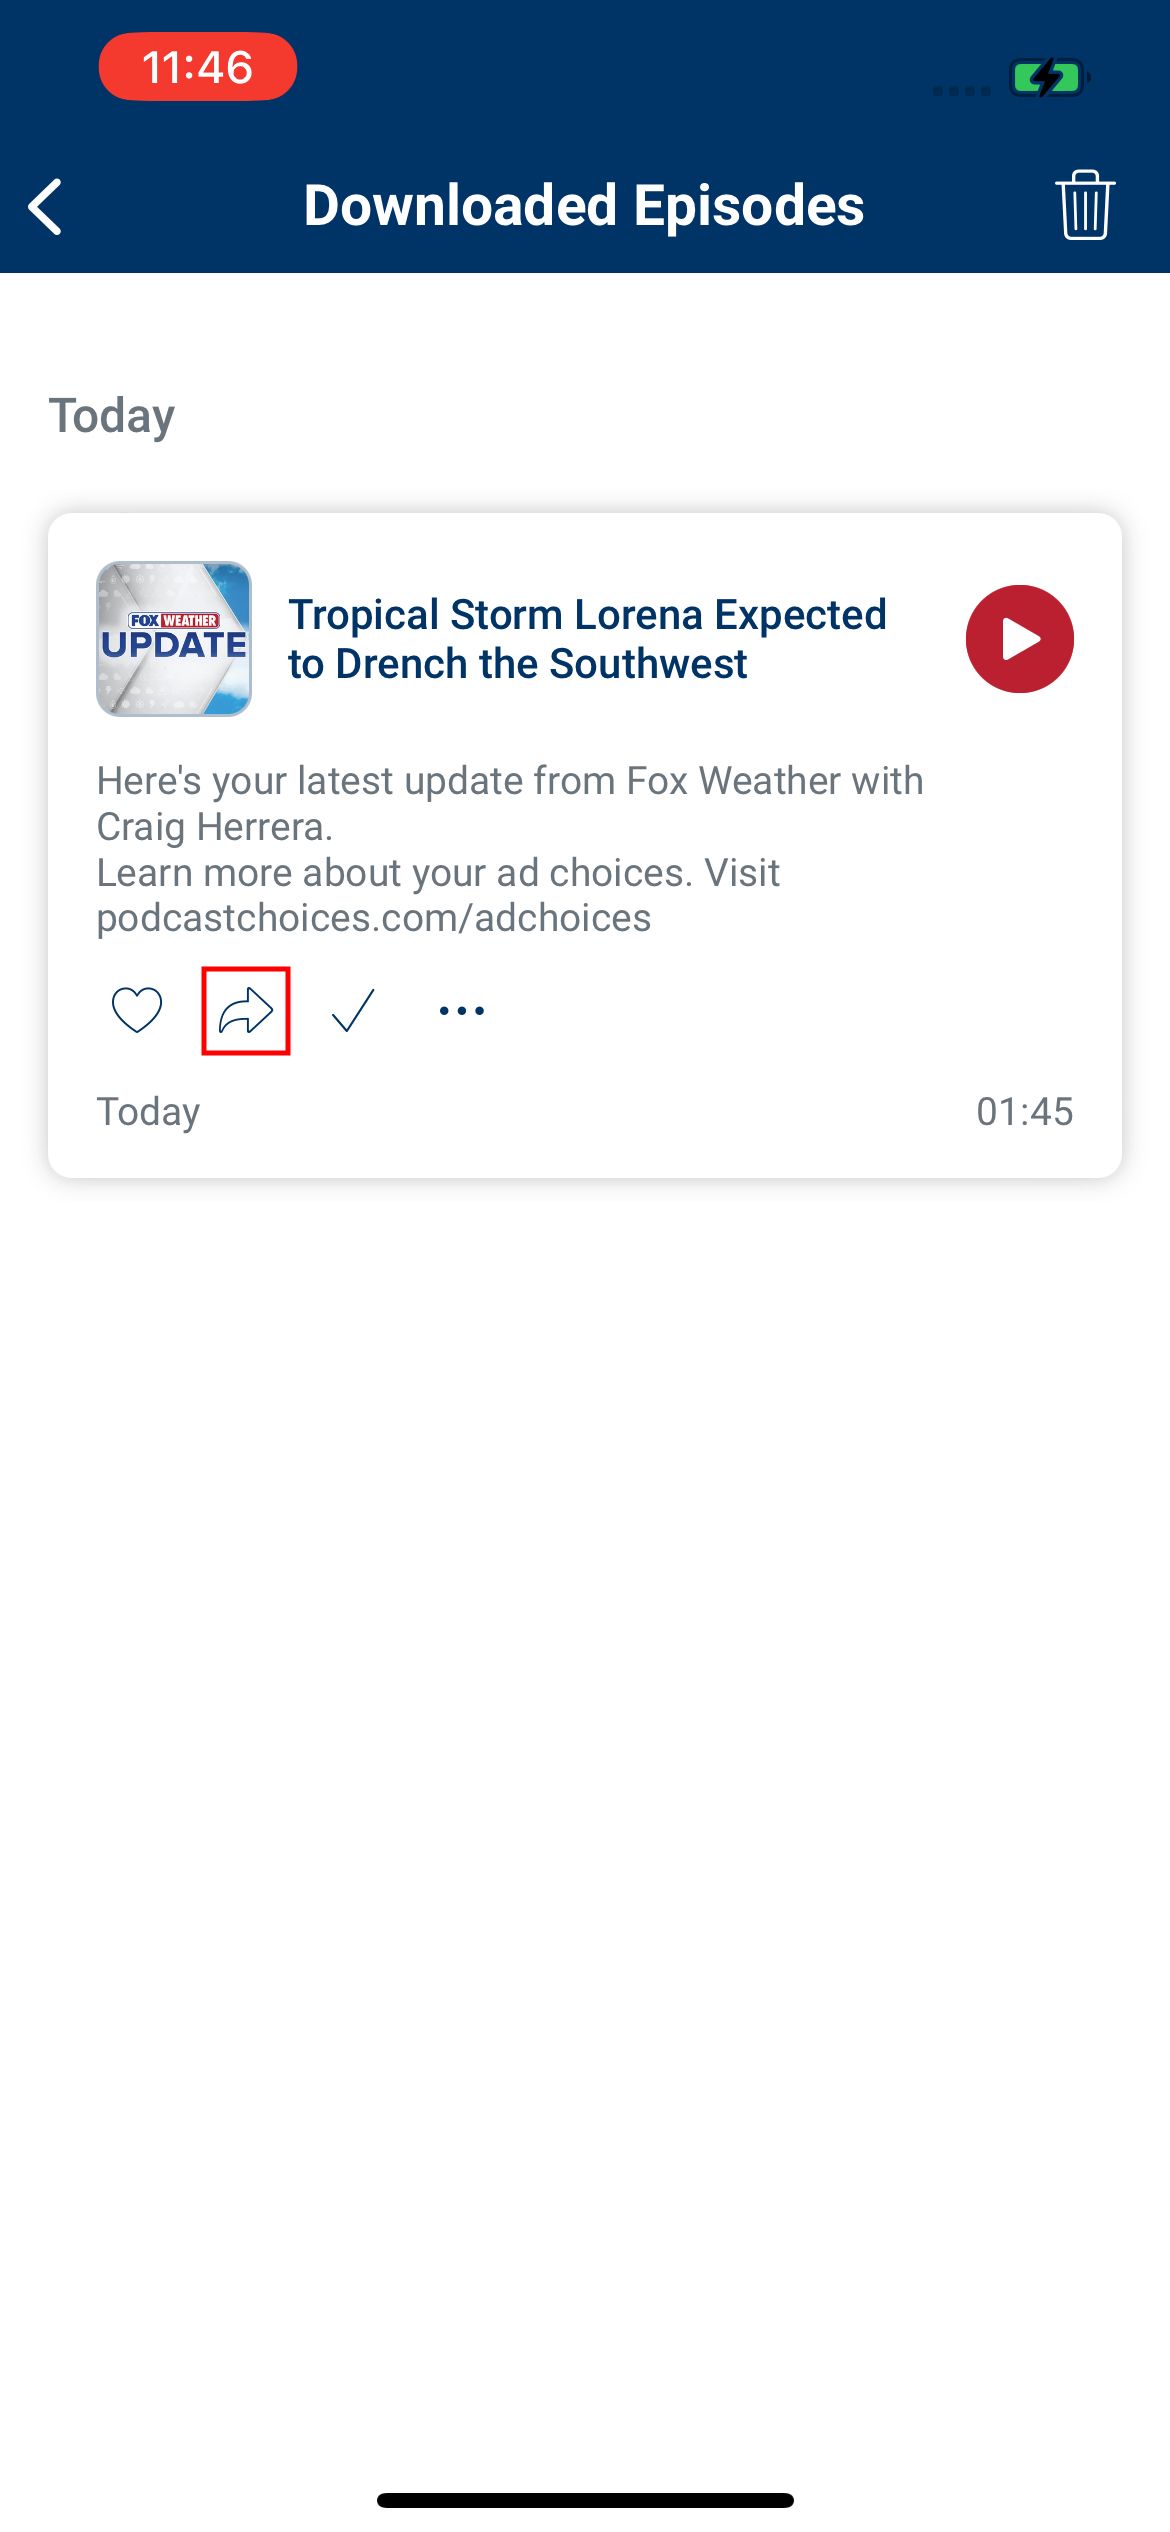 11:46
Downloaded Episodes
Today
FOX WEATHER
UPDATE
Tropical Storm Lorena Expected
to Drench the Southwest
Here's your latest update from Fox Weather with
Craig Herrera.
Learn more about your ad choices. Visit
podcastchoices.com/adchoices
Today
01:45